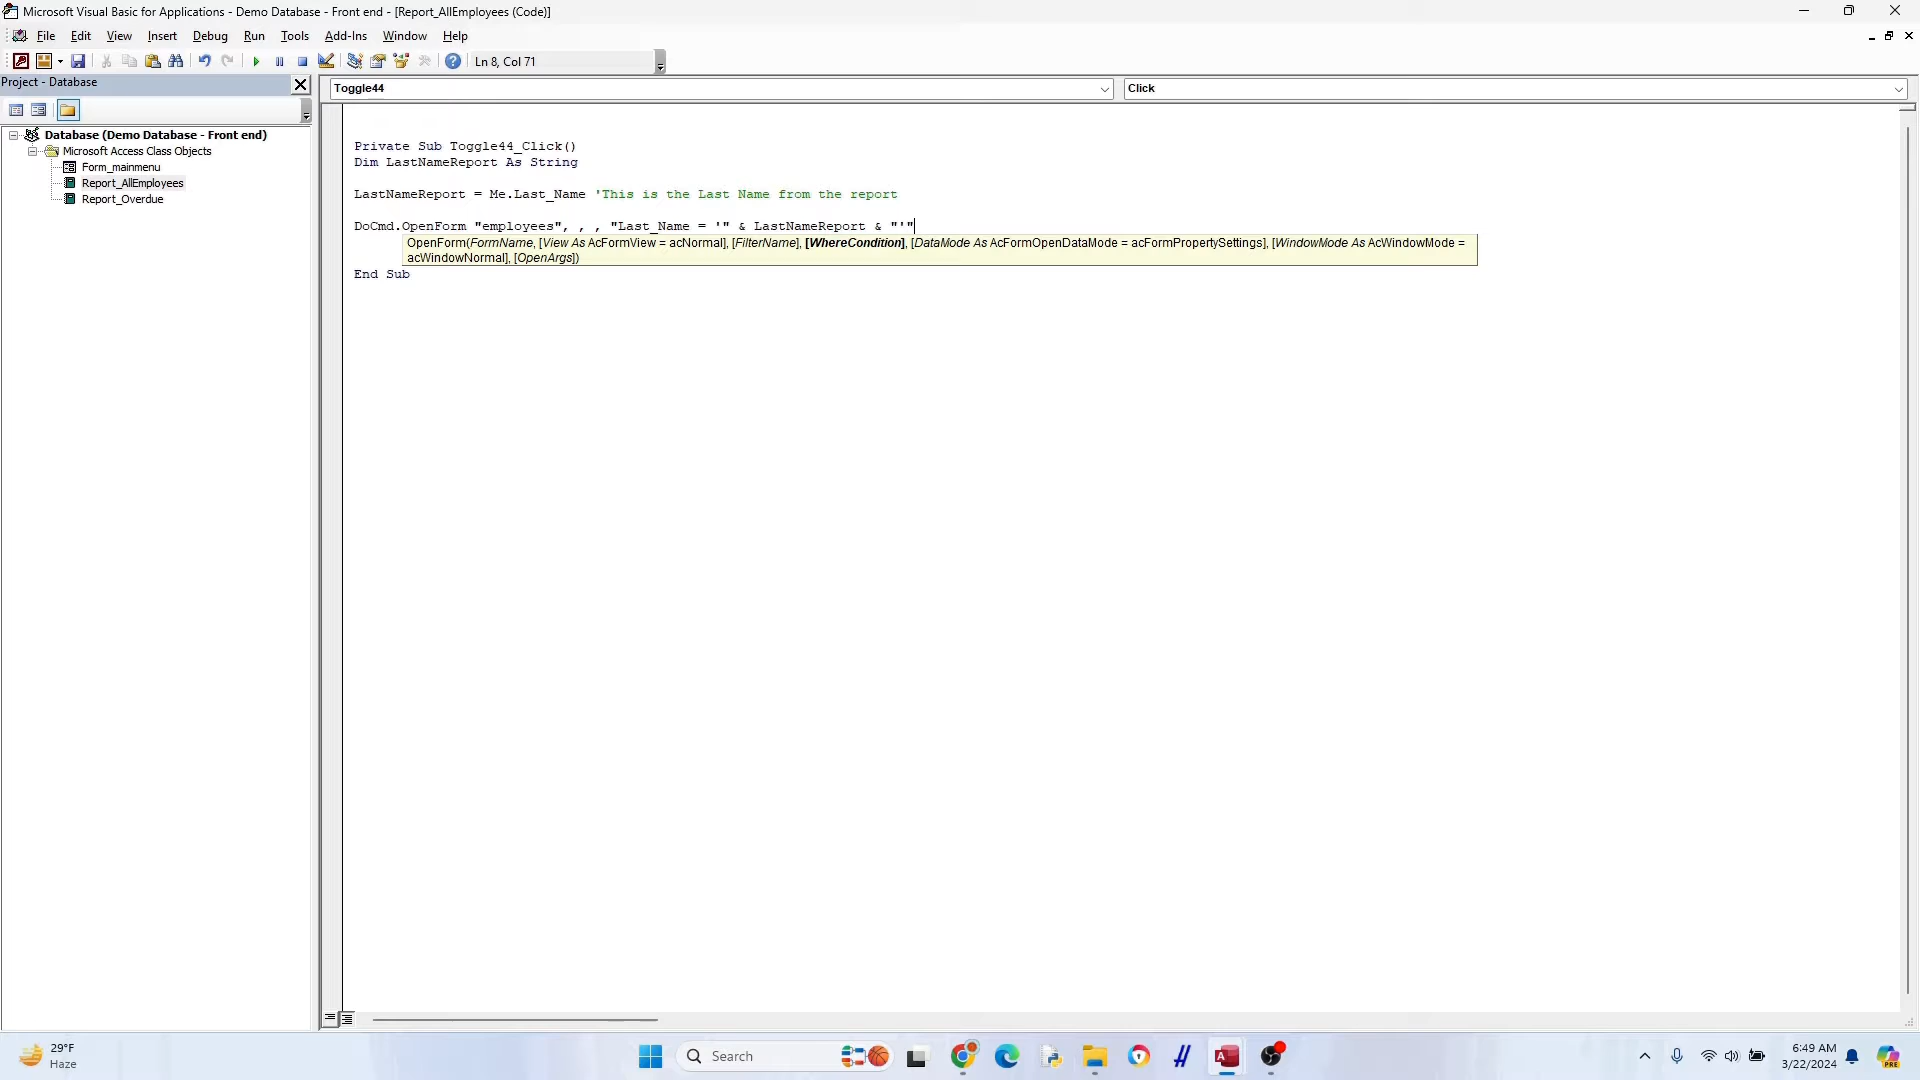 Microsoft Visual Basic for Applications - Demo Database - Front end - [Report_AllEmployees (Code)]
File Edit View Insert Debug Run Tools Add-Ins Window Help
Ln 8, Col 71
Project - Database
Toggle44
Click
Database (Demo Database - Front end)
Microsoft Access Class Objects
Form_mainmenu
Report_AllEmployees
Report_Overdue
Private Sub Toggle44_Click()
Dim LastNameReport As String
LastNameReport = Me.Last_Name 'This is the Last Name from the report
DoCmd.OpenForm "employees", , , "Last_Name = '" & LastNameReport & "'"
OpenForm(FormName, [View As AcFormView = acNormal], [FilterName], [WhereCondition], [DataMode As AcFormOpenDataMode = acFormPropertySettings], [WindowMode As AcWindowMode =
acWindowNormal], [OpenArgs])
End Sub
29°F
Haze
Search
6:49 AM
3/22/2024
PRE